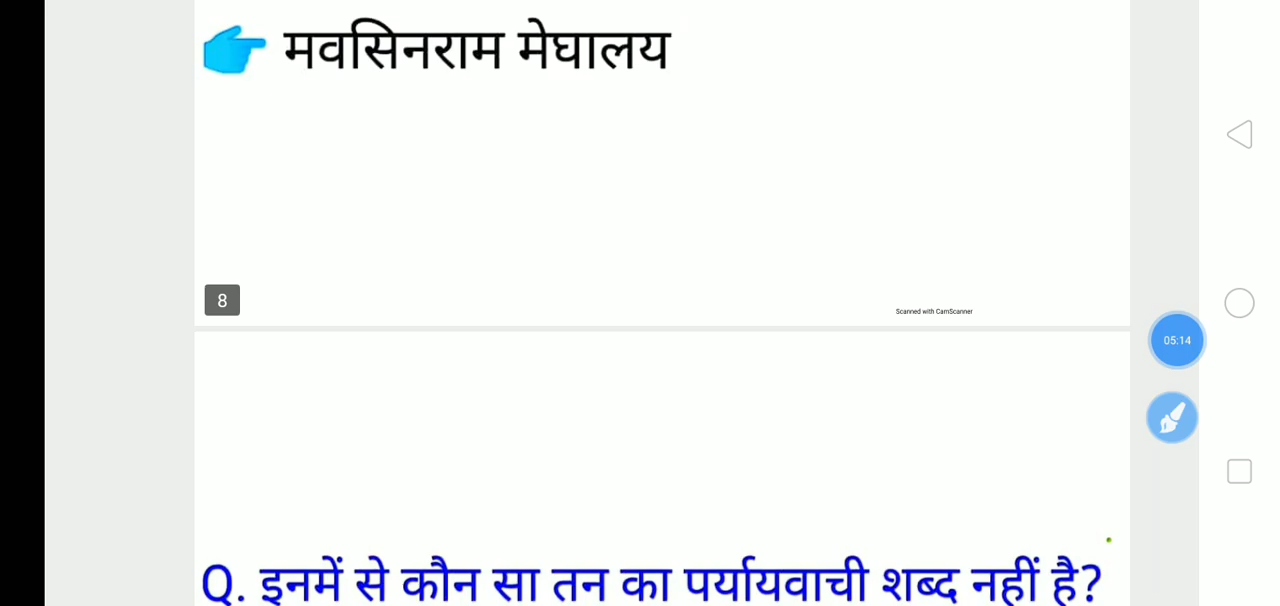 मवसिनराम मेघालय
8
Scanned with CamScanner
05:14
Q. इनमें से कौन सा तन का पर्यायवाची शब्द नहीं है?